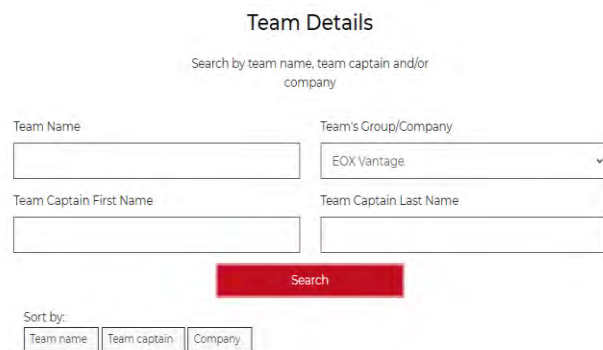 Team Details
Search by team name, team captain and/or
company
Team Name
Team's Group/Company
EOX Vantage
Team Captain First Name
Team Captain Last Name
Search
Sort by:
Team name
Team captain
Company